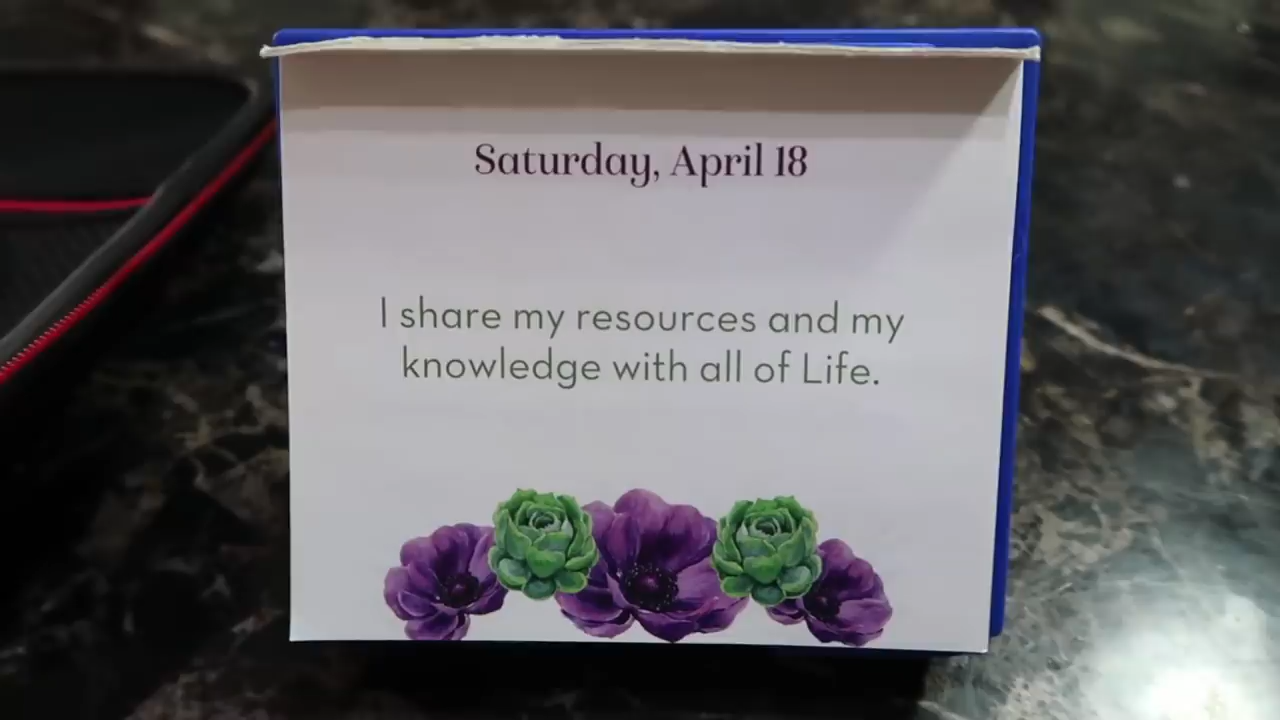 Saturday, April 18
I share my resources and my
knowledge with all of Life.